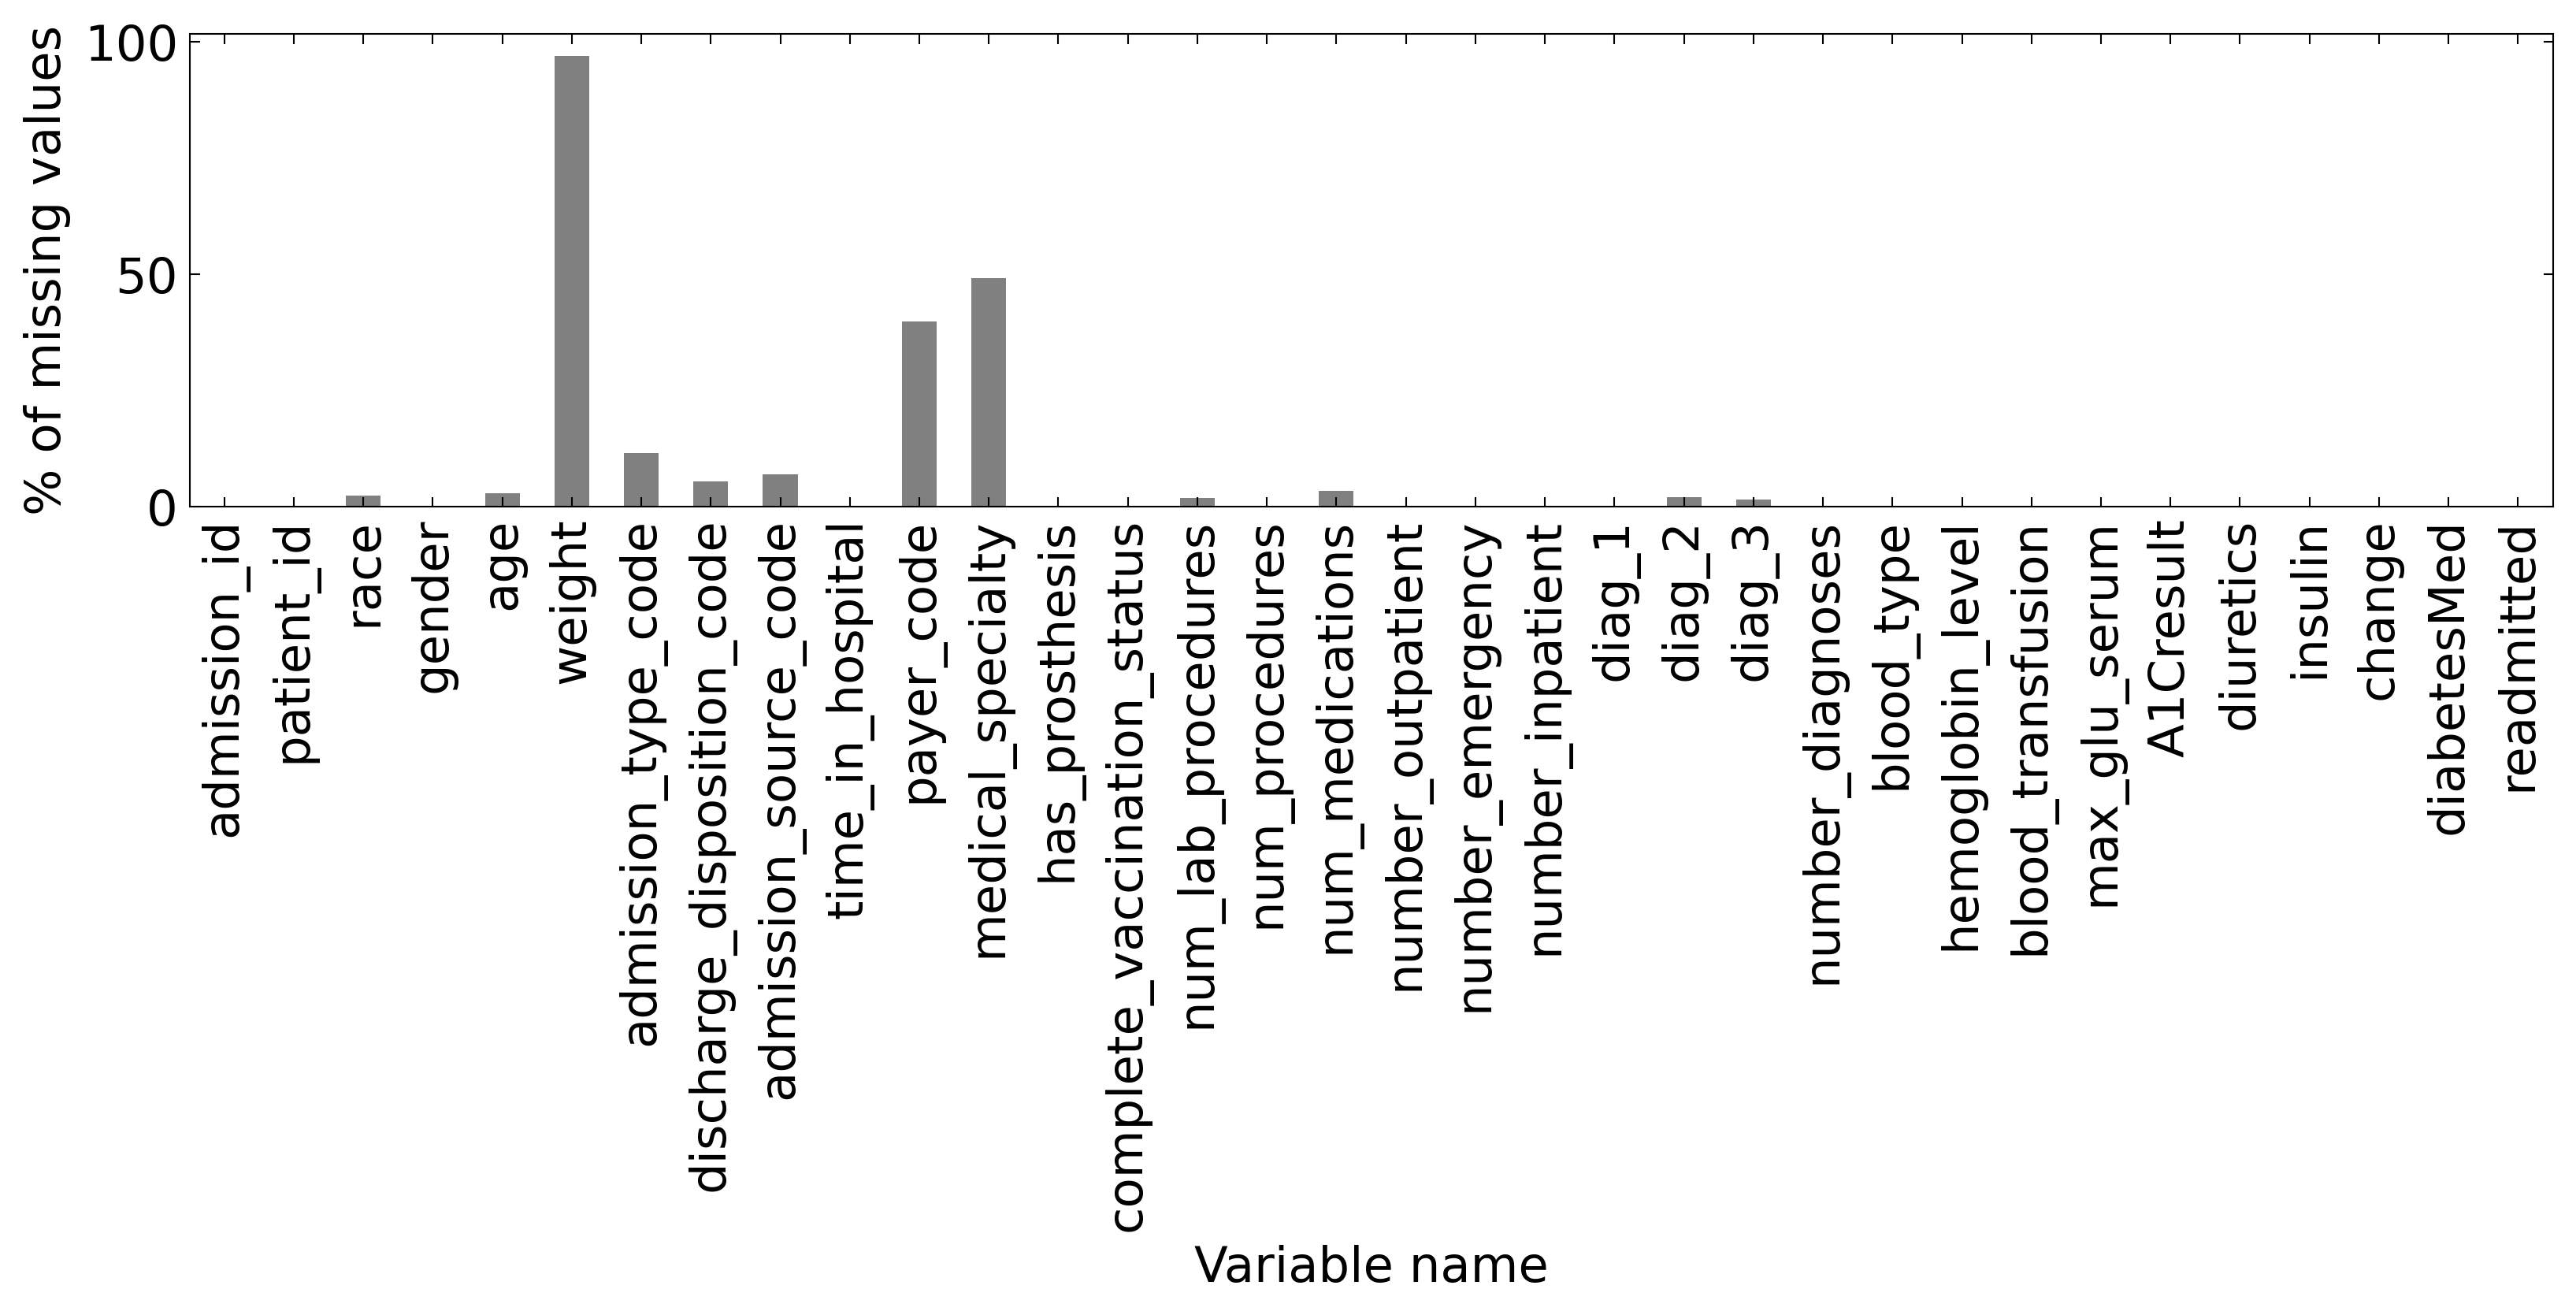 % of missing values
100
50
0
admission_id
patient_id
race
gender
age
weight
admission_type_code
discharge_disposition_code
admission_source_code
time_in_hospital
payer_code
medical_specialty
has_prosthesis
complete_vaccination_status
num_lab_procedures
num_procedures
num_medications
number_outpatient
number_emergency
number_inpatient
diag_1
diag_2
diag_3
number_diagnoses
blood_type
hemoglobin_level
blood_transfusion
max_glu_serum
A1Cresult
diuretics
insulin
change
diabetesMed
readmitted
Variable name